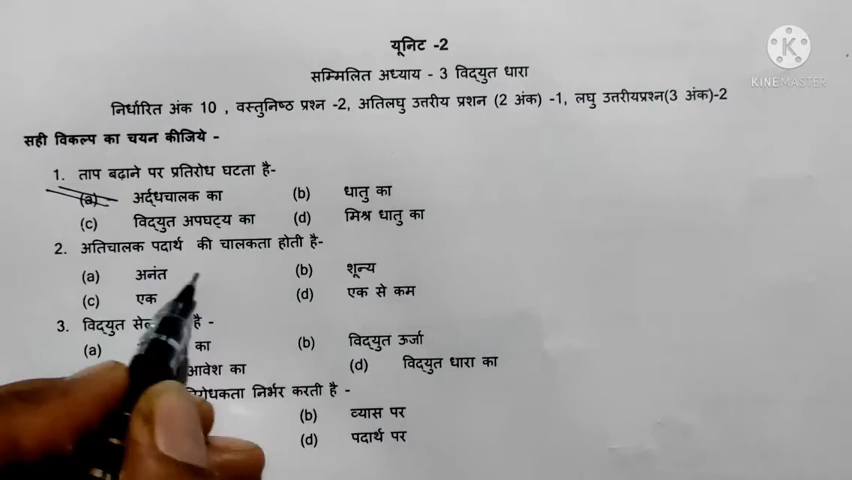 यूनिट -2
K
KINEMASTER
सम्मिलित अध्याय - 3 विद्युत धारा
निर्धारित अंक 10 , वस्तुनिष्ठ प्रश्न -2, अतिलघु उत्तरीय प्रशन (2 अंक) -1, लघु उत्तरीयप्रश्न(3 अंक)-2
सही विकल्प का चयन कीजिये -
1. ताप बढ़ाने पर प्रतिरोध घटता है-
(a) अर्द्धचालक का (b) धातु का
(c) विद्युत अपघट्य का (d) मिश्र धातु का
2. अतिचालक पदार्थ की चालकता होती है-
(a) अनंत (b) शून्य
(c) एक (d) एक से कम
3. विद्युत है -
(a) का (b) विद्युत ऊर्जा
आवेश का (d) विद्युत धारा का
निर्भर करती है -
(b) व्यास पर
(d) पदार्थ पर